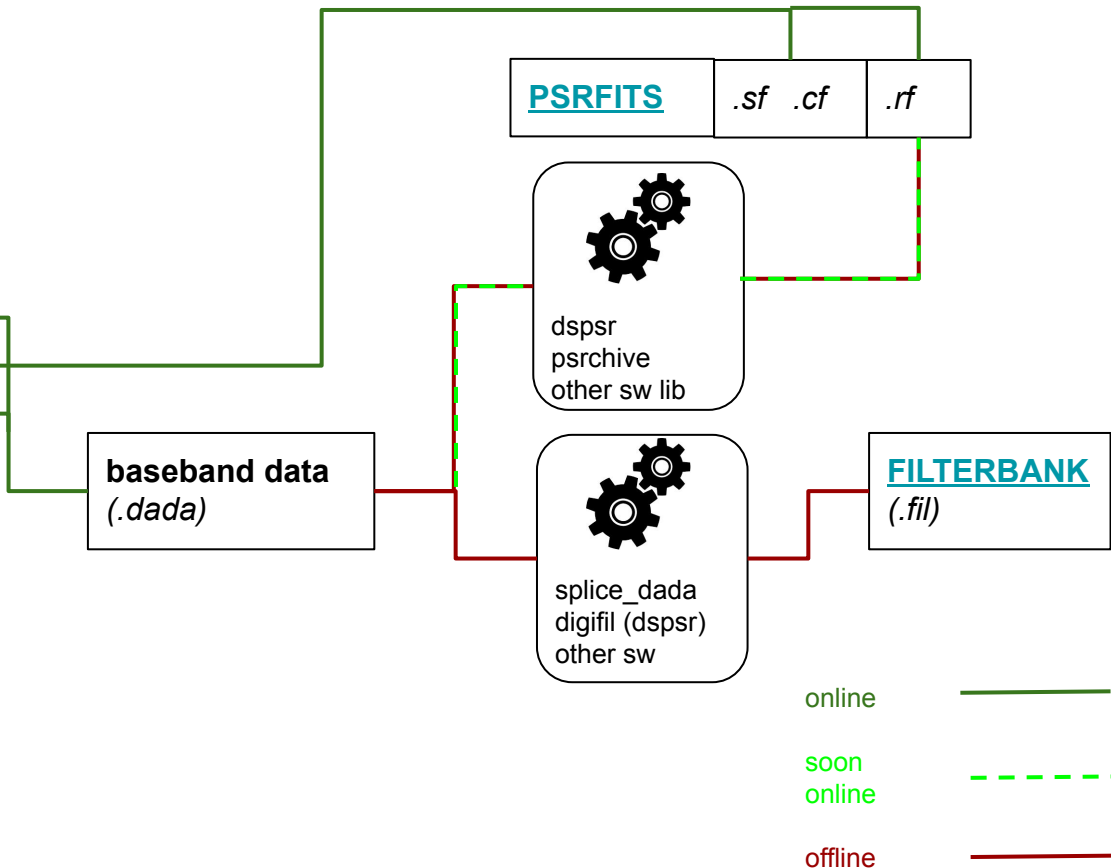 PSRFITS
.sf .cf
.rf
dspsr
psrchive
other sw lib
baseband data
(.dada)
FILTERBANK
(.fil)
splice_dada
digifil (dspsr)
other sw
online
soon
online
offline